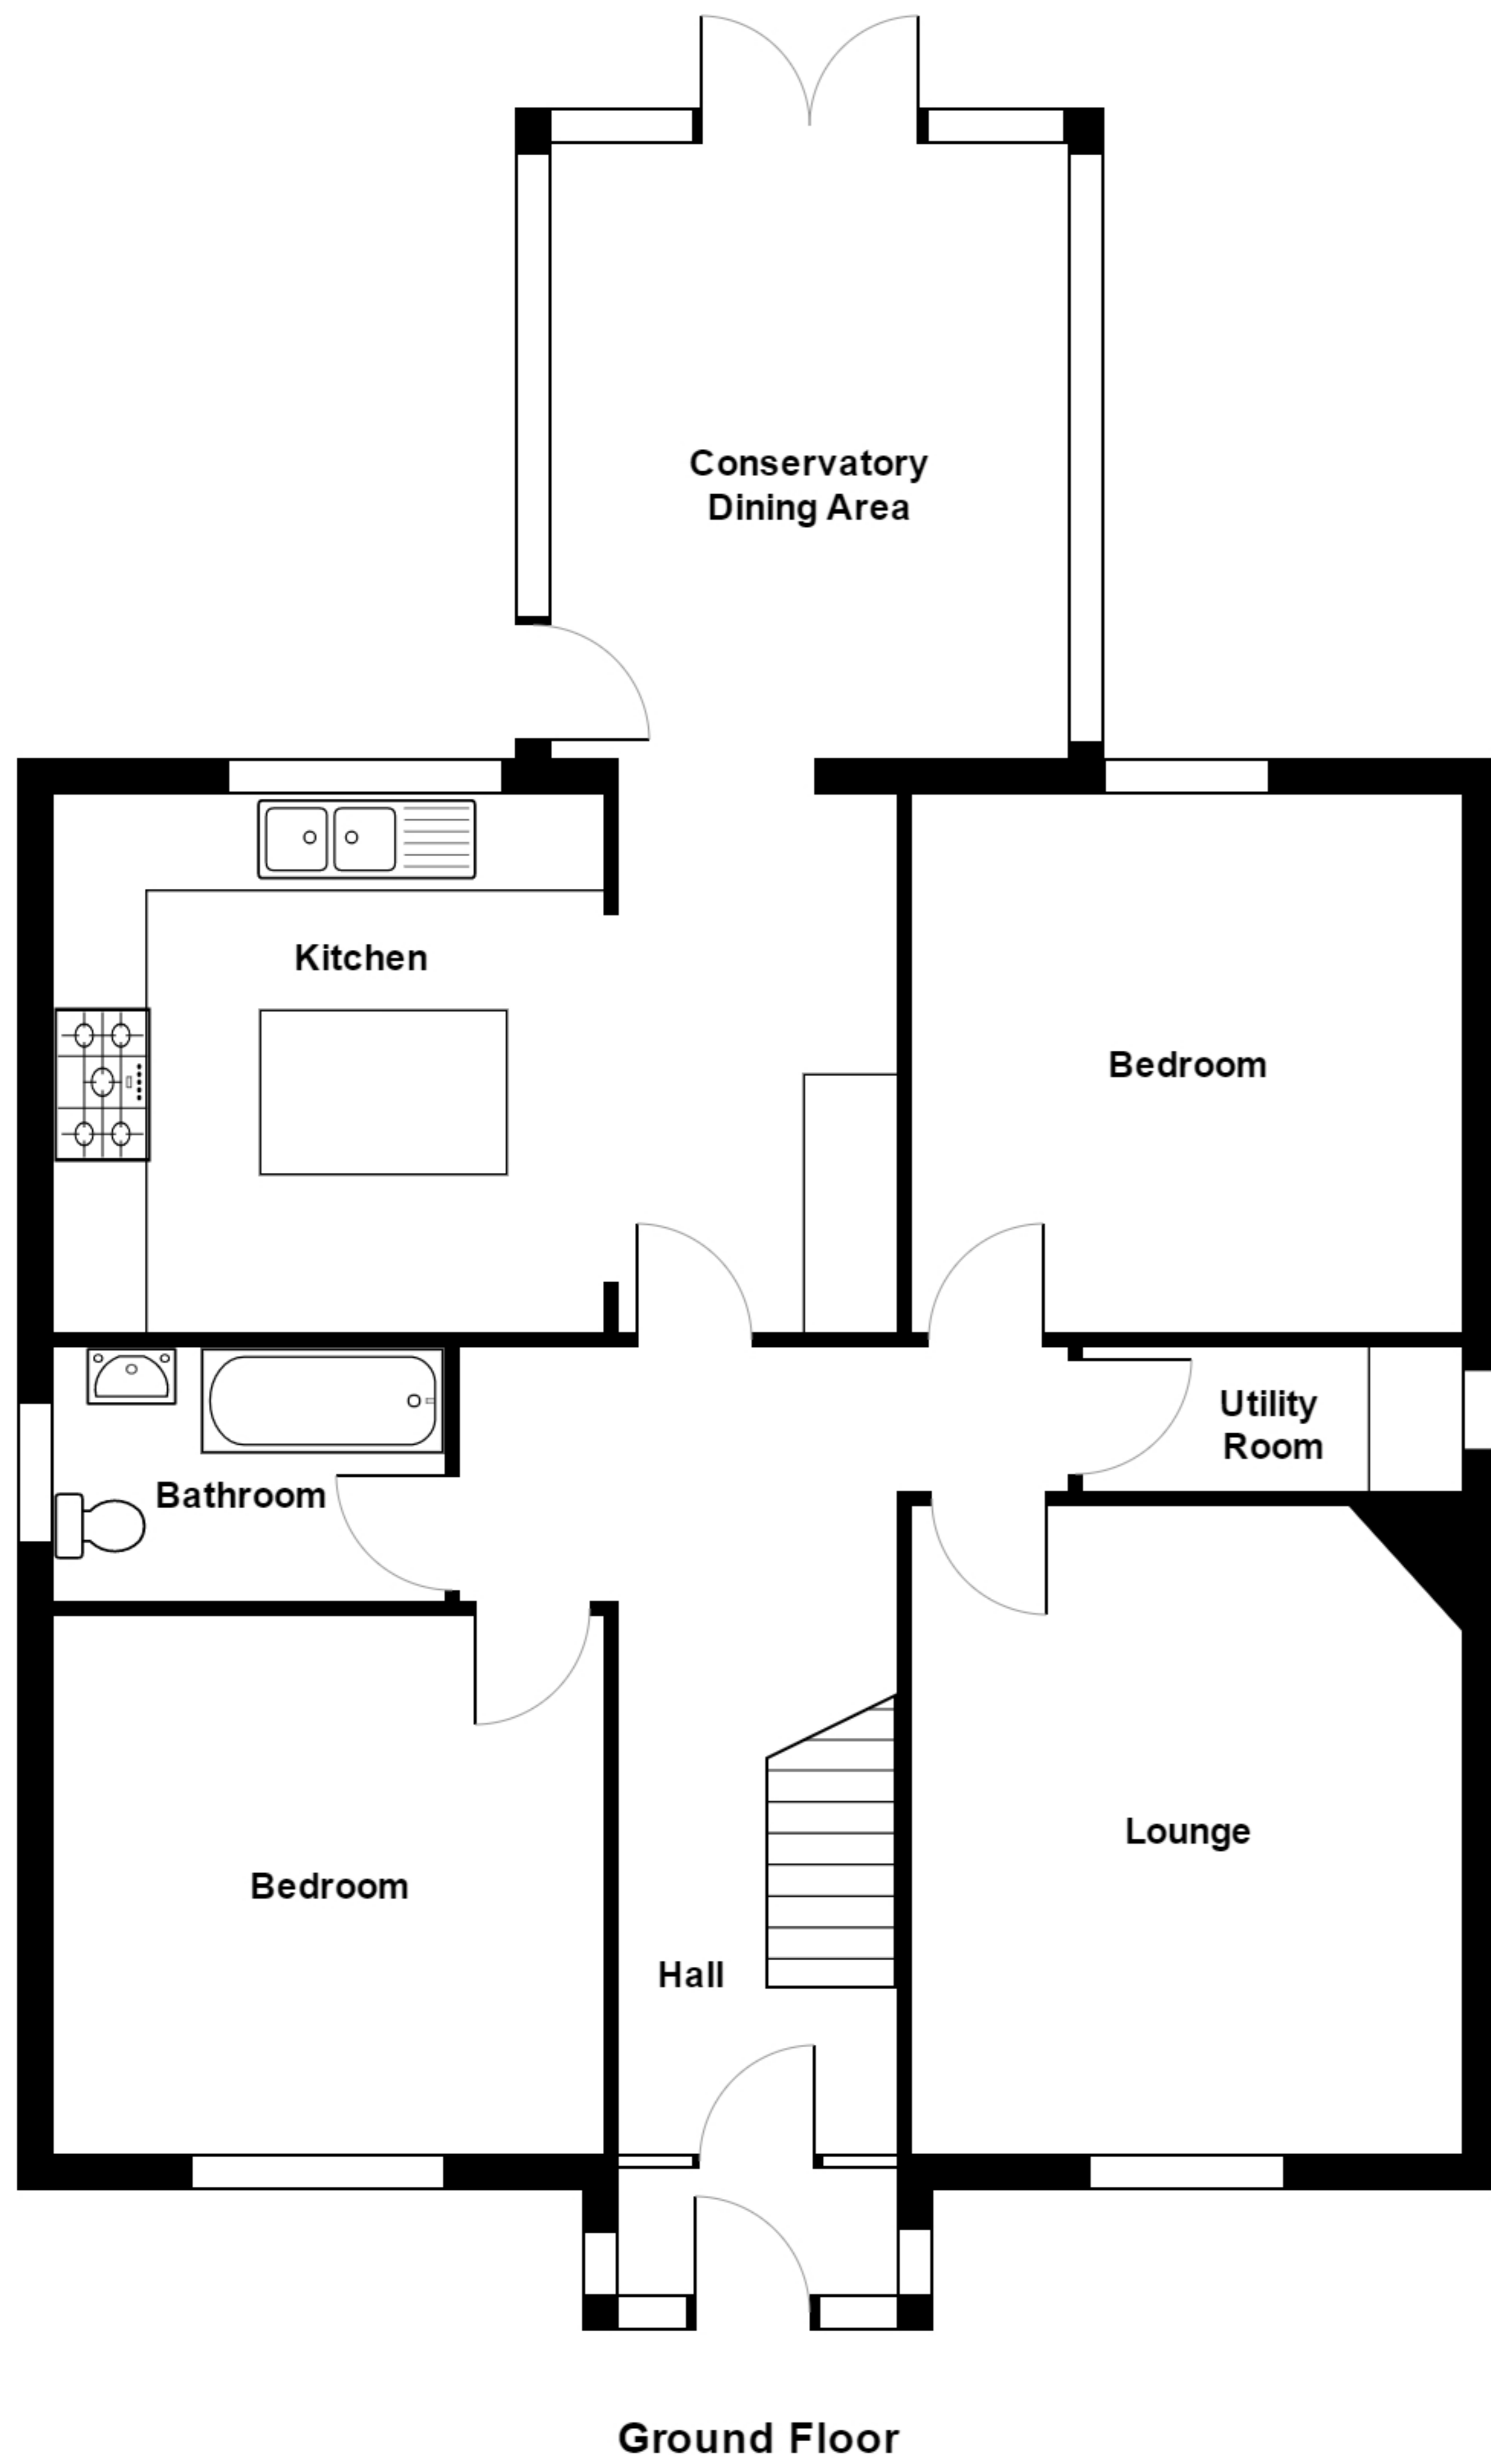 Conservatory
Dining Area
Kitchen
Bedroom
Utility
Room
Bathroom
Lounge
Bedroom
Hall
Ground Floor